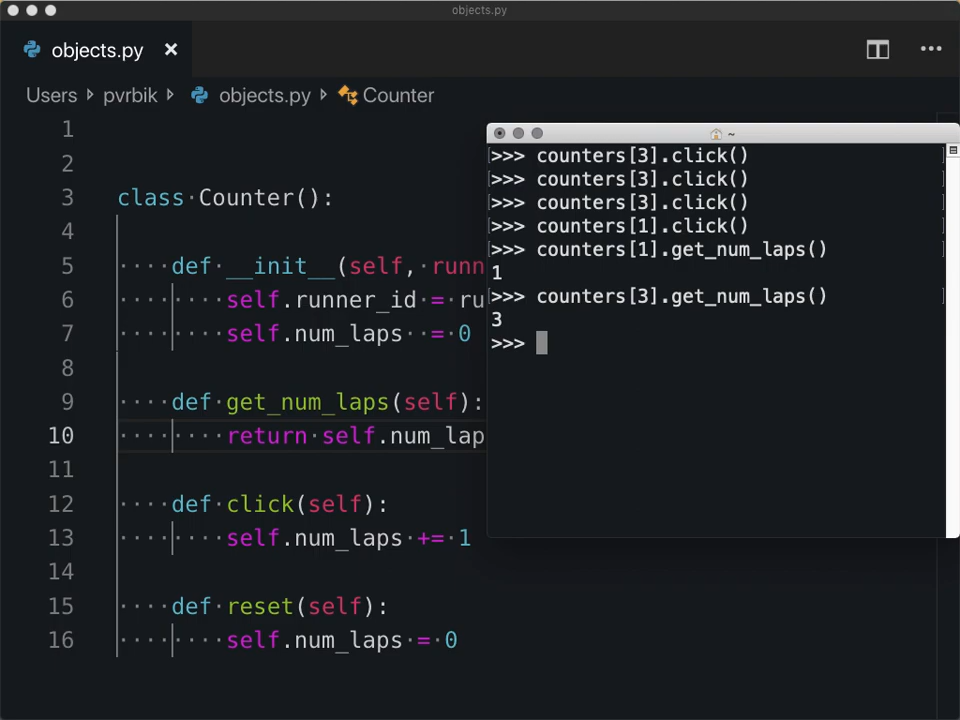 objects.py
objects.py
Users pvrbik objects.py Counter
1
2
3 class Counter():
4
5 def __init__(self, runn
6 self.runner_id = ru
7 self.num_laps = 0
8
9 def get_num_laps(self):
10 return self.num_lap
11
12 def click(self):
13 self.num_laps += 1
14
15 def reset(self):
16 self.num_laps = 0
~
>>> counters[3].click()
>>> counters[3].click()
>>> counters[3].click()
>>> counters[1].click()
>>> counters[1].get_num_laps()
1
>>> counters[3].get_num_laps()
3
>>>